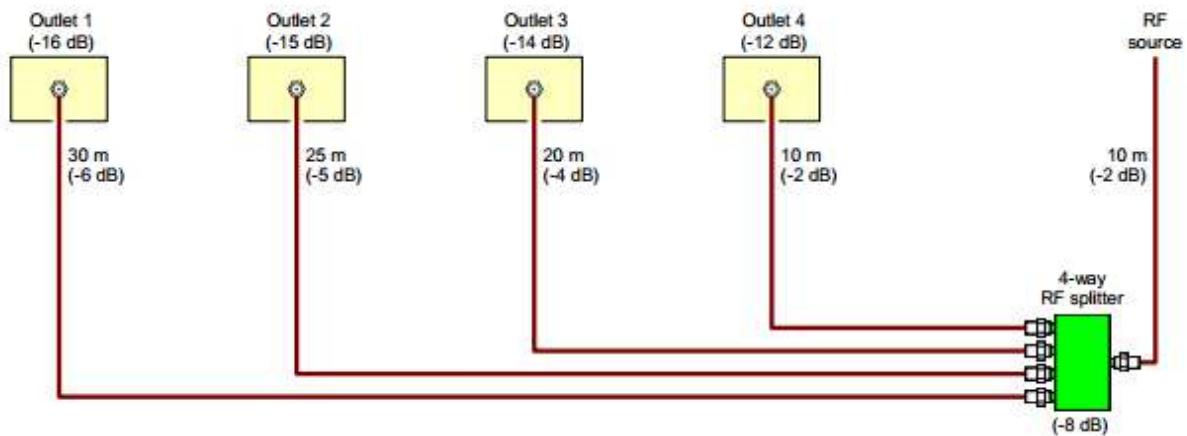 Outlet 1
(-16 dB)
Outlet 2
(-15 dB)
Outlet 3
(-14 dB)
Outlet 4
(-12 dB)
RF
source
30 m
(-6 dB)
25 m
(-5 dB)
20 m
(-4 dB)
10 m
(-2 dB)
10 m
(-2 dB)
4-way
RF splitter
(-8 dB)